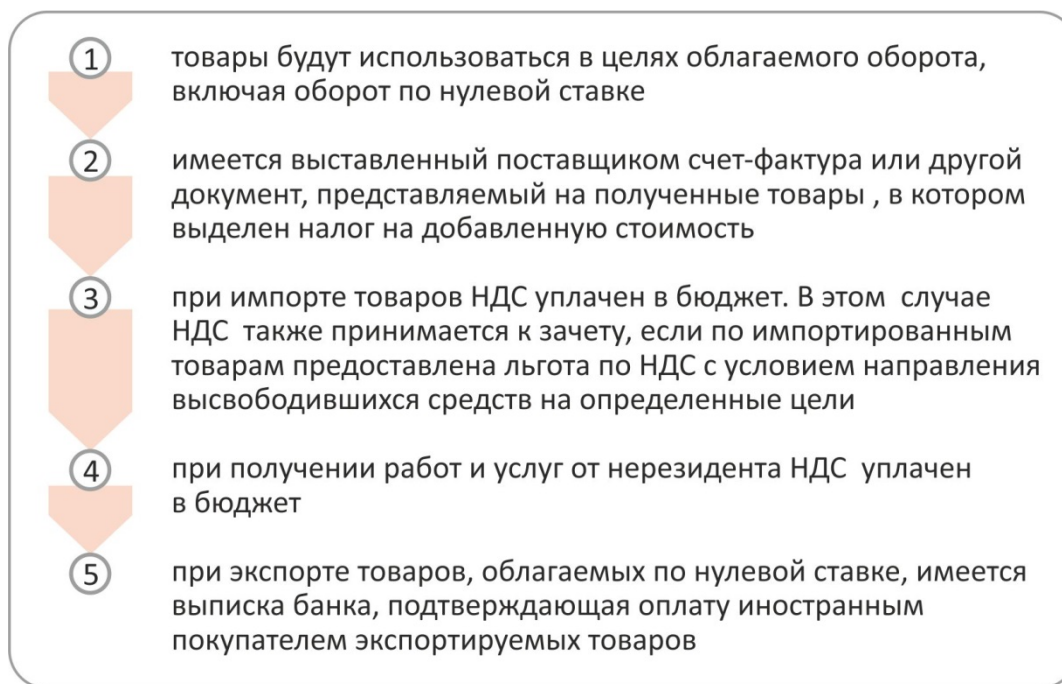 1
товары будут использоваться в целях облагаемого оборота,
включая оборот по нулевой ставке
2
имеется выставленный поставщиком счет-фактура или другой
документ, представляемый на полученные товары , в котором
выделен налог на добавленную стоимость
3
при импорте товаров НДС уплачен в бюджет. В этом  случае
НДС  также принимается к зачету, если по импортированным
товарам предоставлена льгота по НДС с условием направления
высвободившихся средств на определенные цели
4
при получении работ и услуг от нерезидента НДС  уплачен
в бюджет
5
при экспорте товаров, облагаемых по нулевой ставке, имеется
выписка банка, подтверждающая оплату иностранным
покупателем экспортируемых товаров